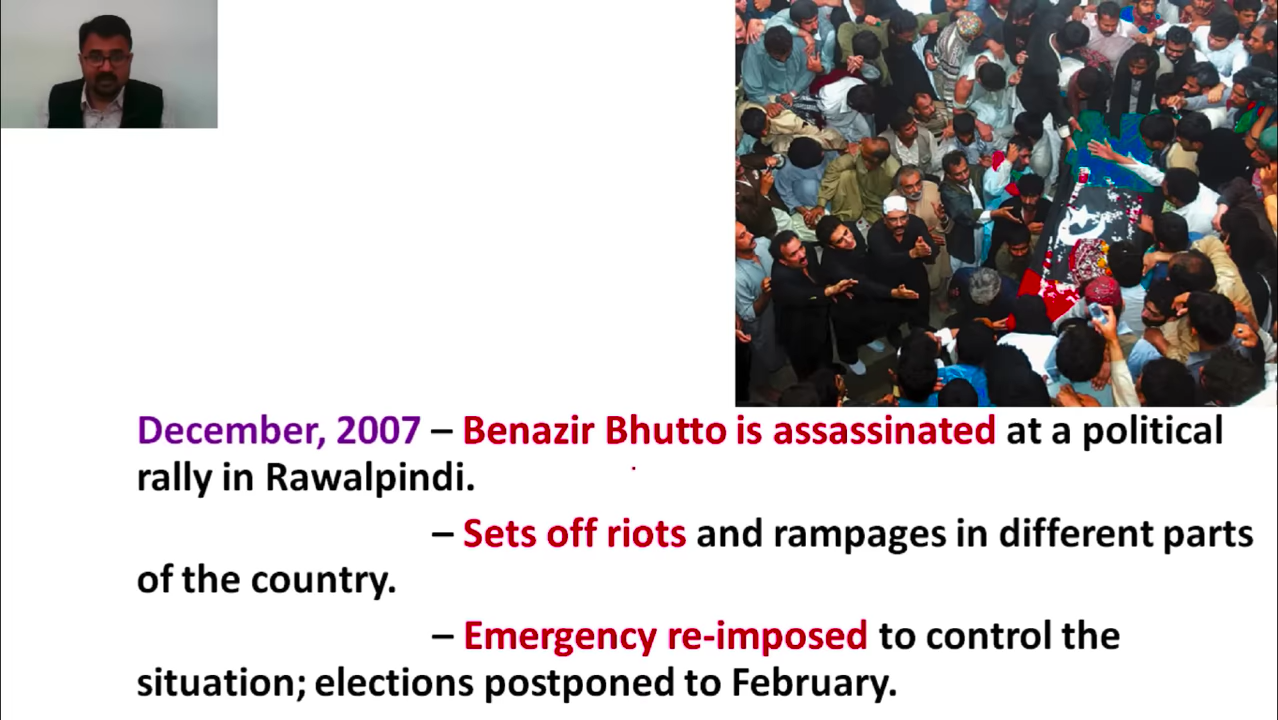 December, 2007 – Benazir Bhutto is assassinated at a political
rally in Rawalpindi.
– Sets off riots and rampages in different parts
of the country.
– Emergency re-imposed to control the
situation; elections postponed to February.